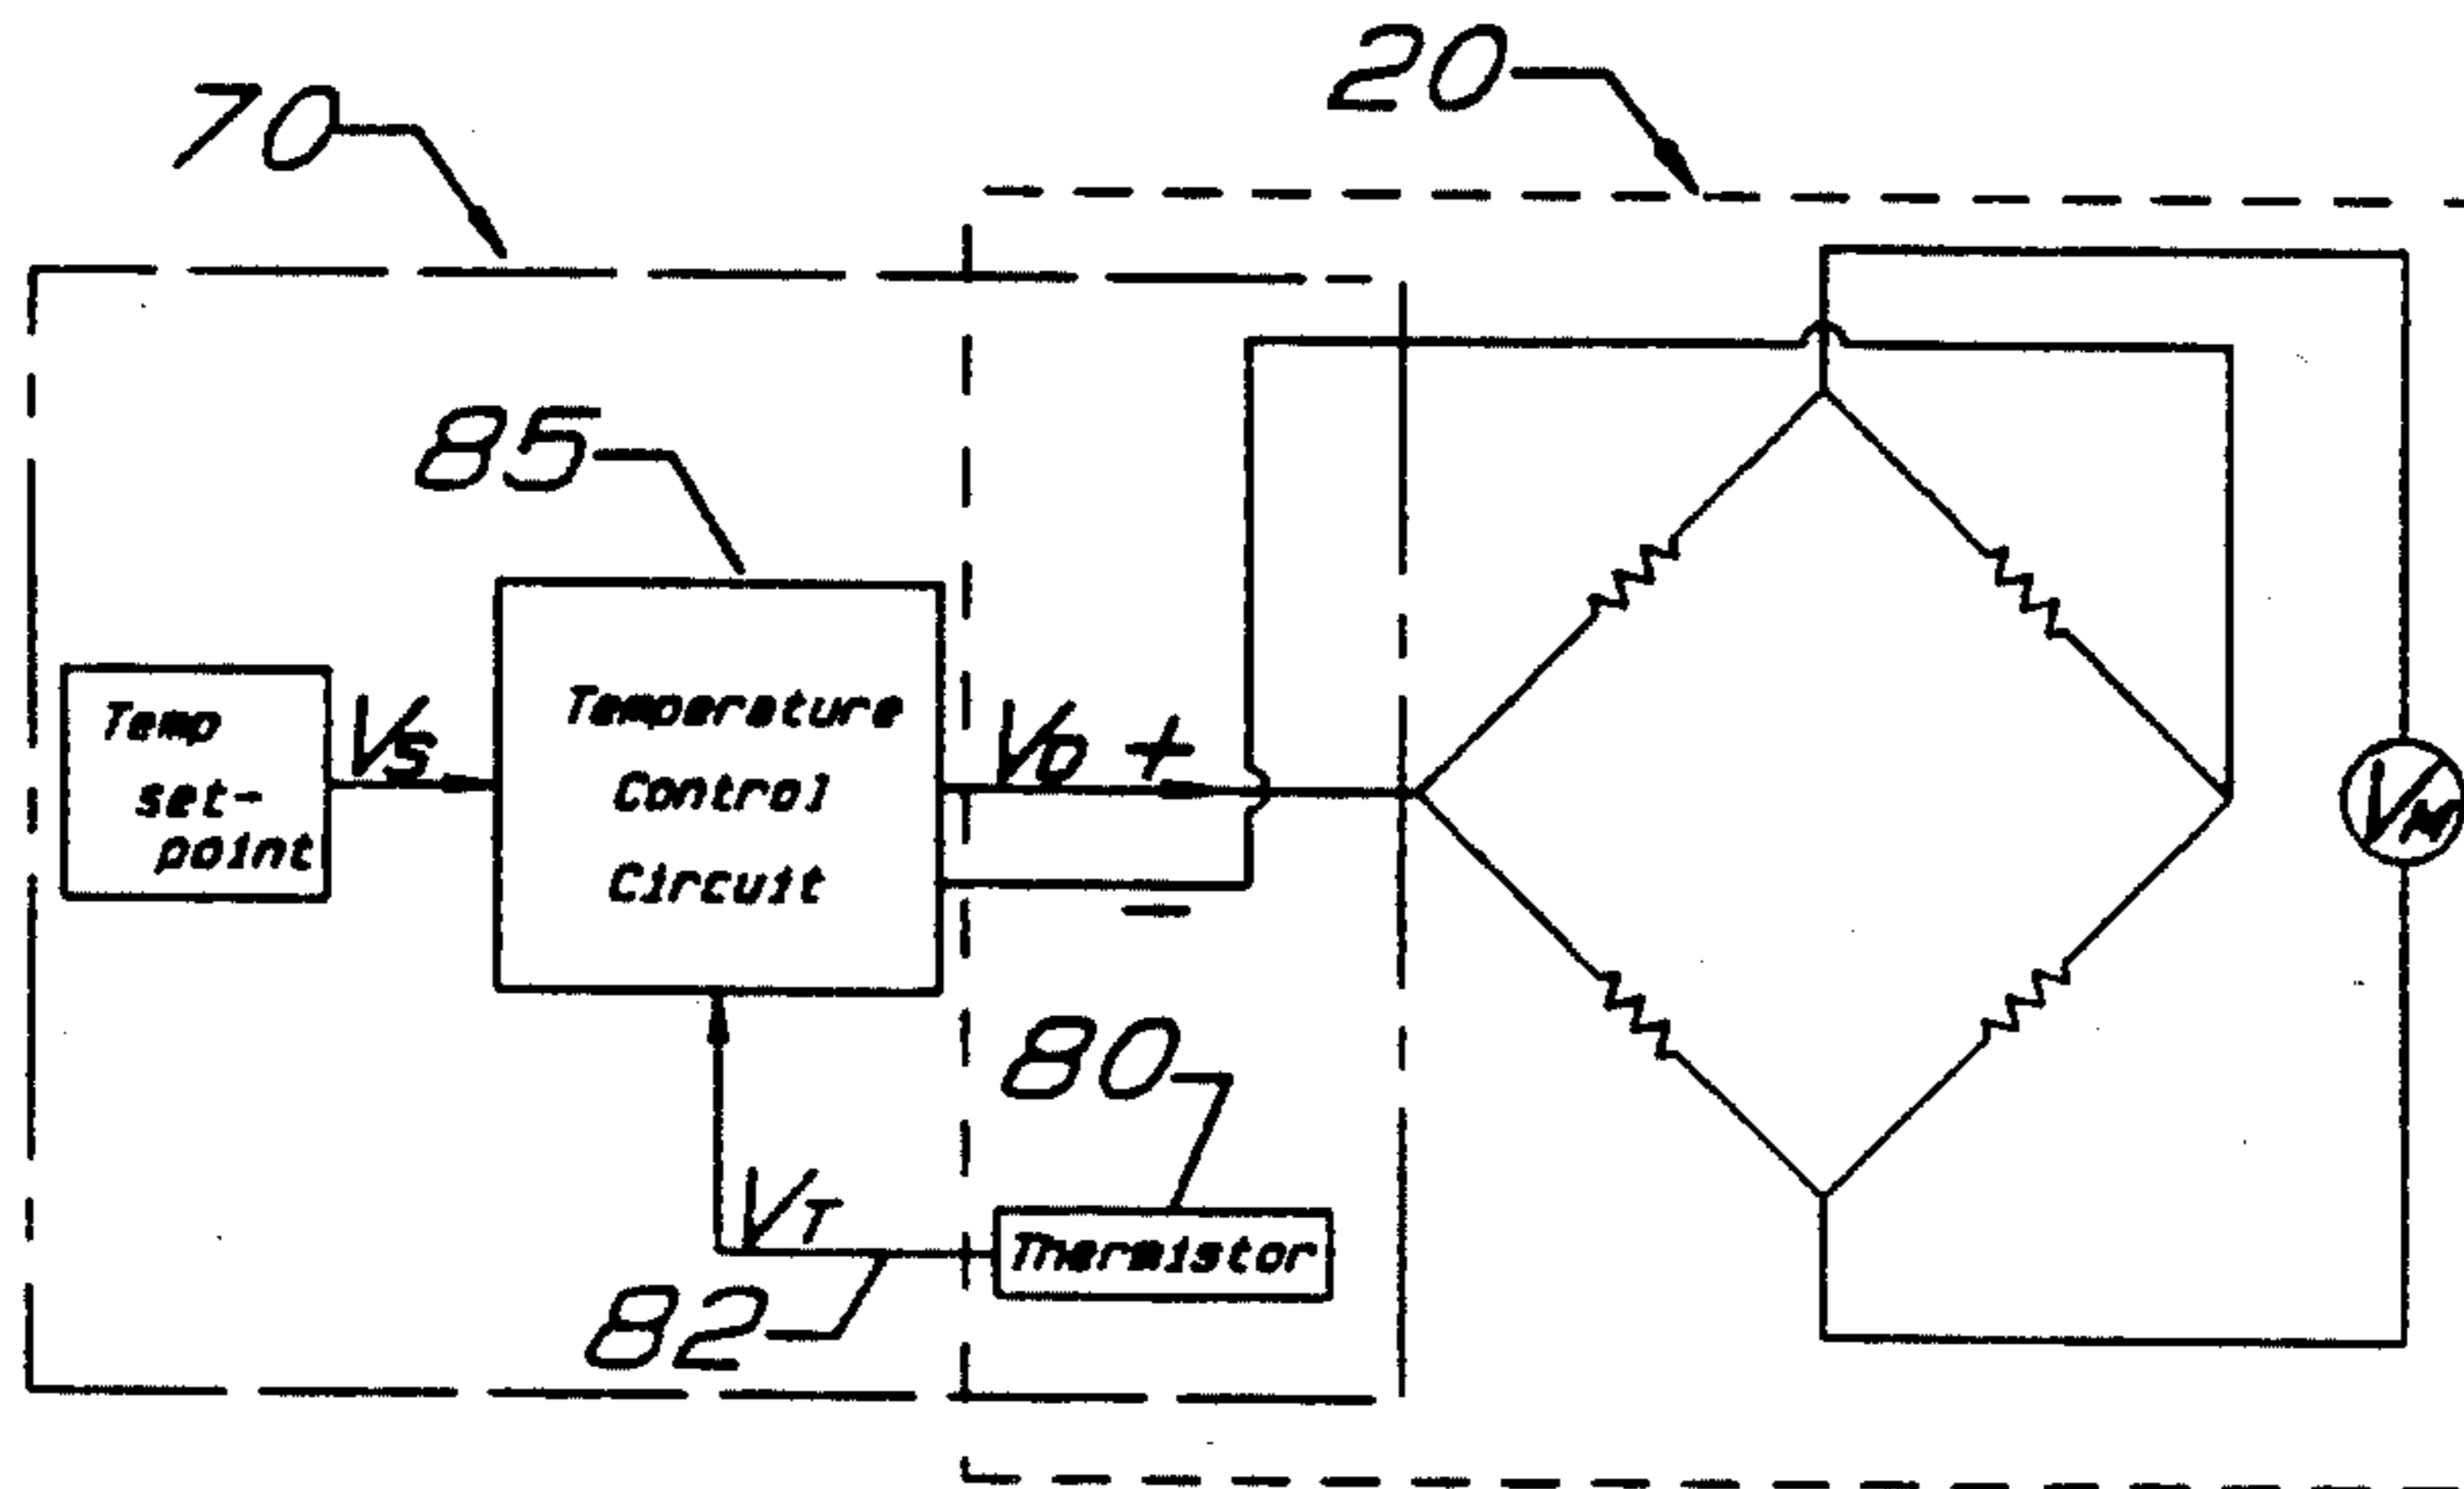 20
70
85
Temp
set-
point
VS
Temperature
Control
Circuit
VO +
−
VM
80
VT
Thermistor
82